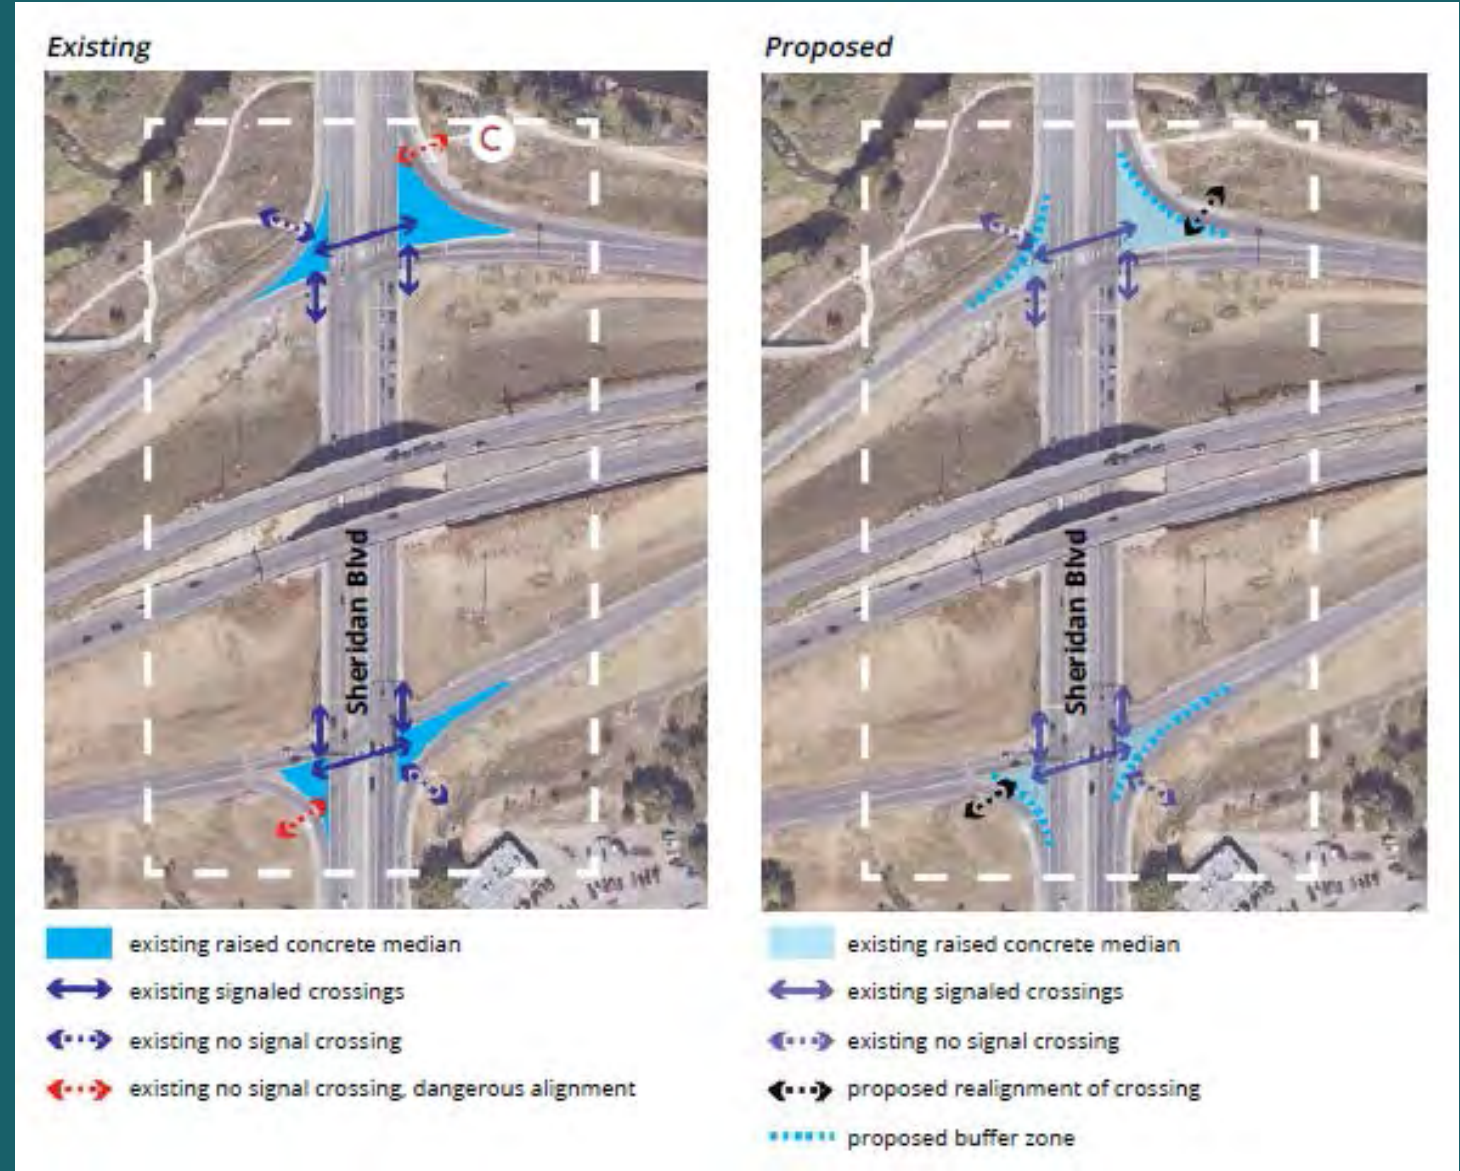 Existing
Proposed
C
Sheridan Blvd
Sheridan Blvd
existing raised concrete median
existing signaled crossings
existing no signal crossing
existing no signal crossing, dangerous alignment
existing raised concrete median
existing signaled crossings
existing no signal crossing
proposed realignment of crossing
proposed buffer zone